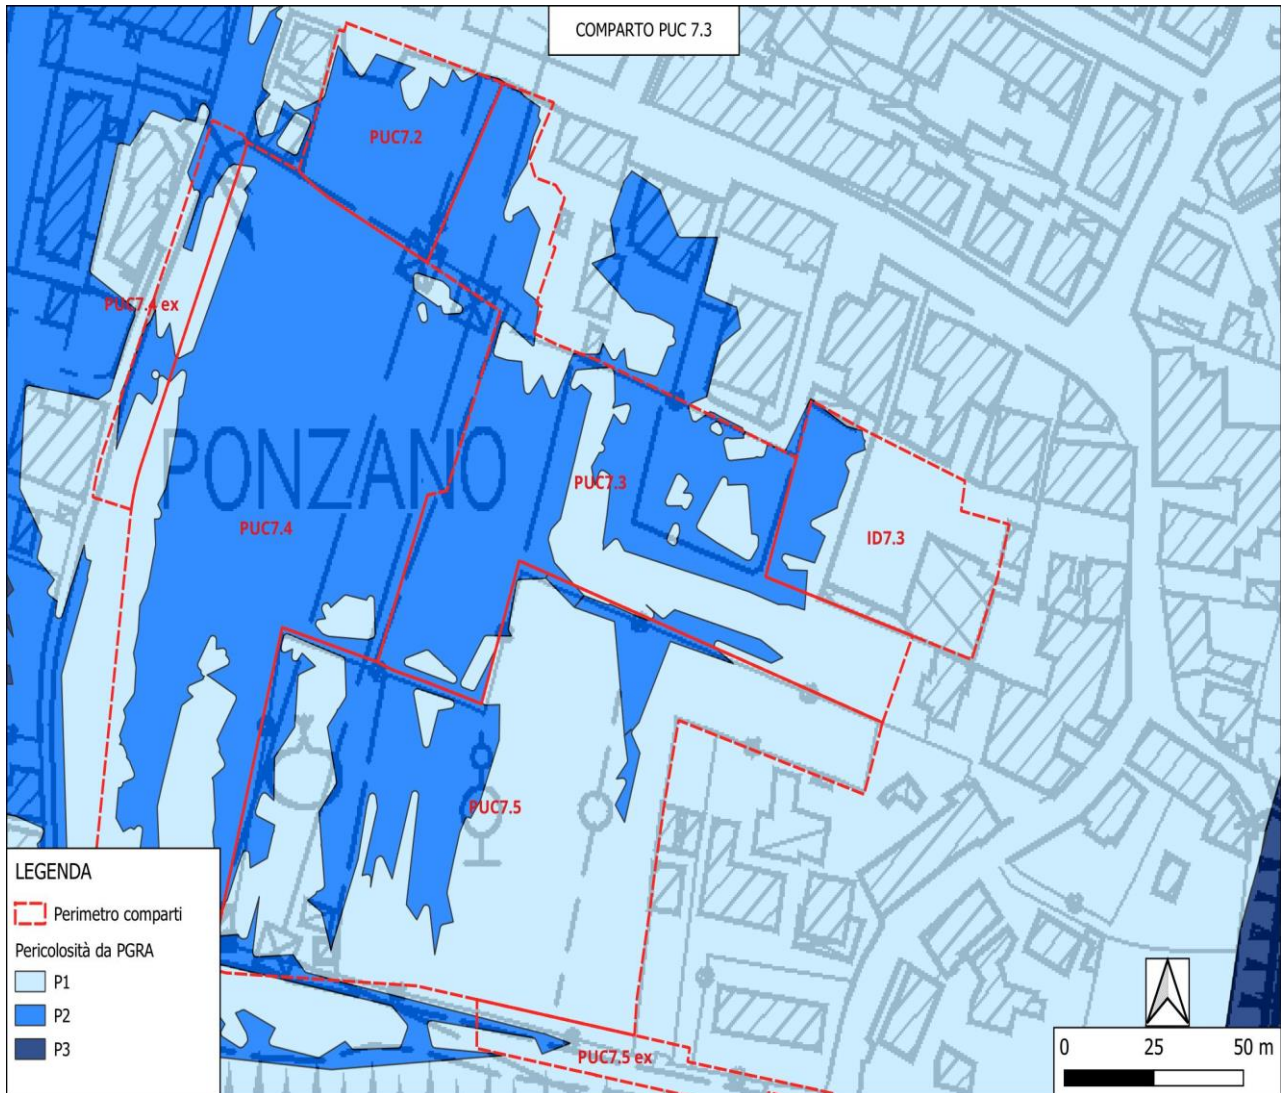 COMPARTO PUC 7.3
PUC7.2
PUC7.4 ex
PONZANO
PUC7.3
PUC7.4
ID7.3
PUC7.5
LEGENDA
Perimetro comparti
Pericolosità da PGRA
P1
P2
P3
PUC7.5 ex
0 25 50 m